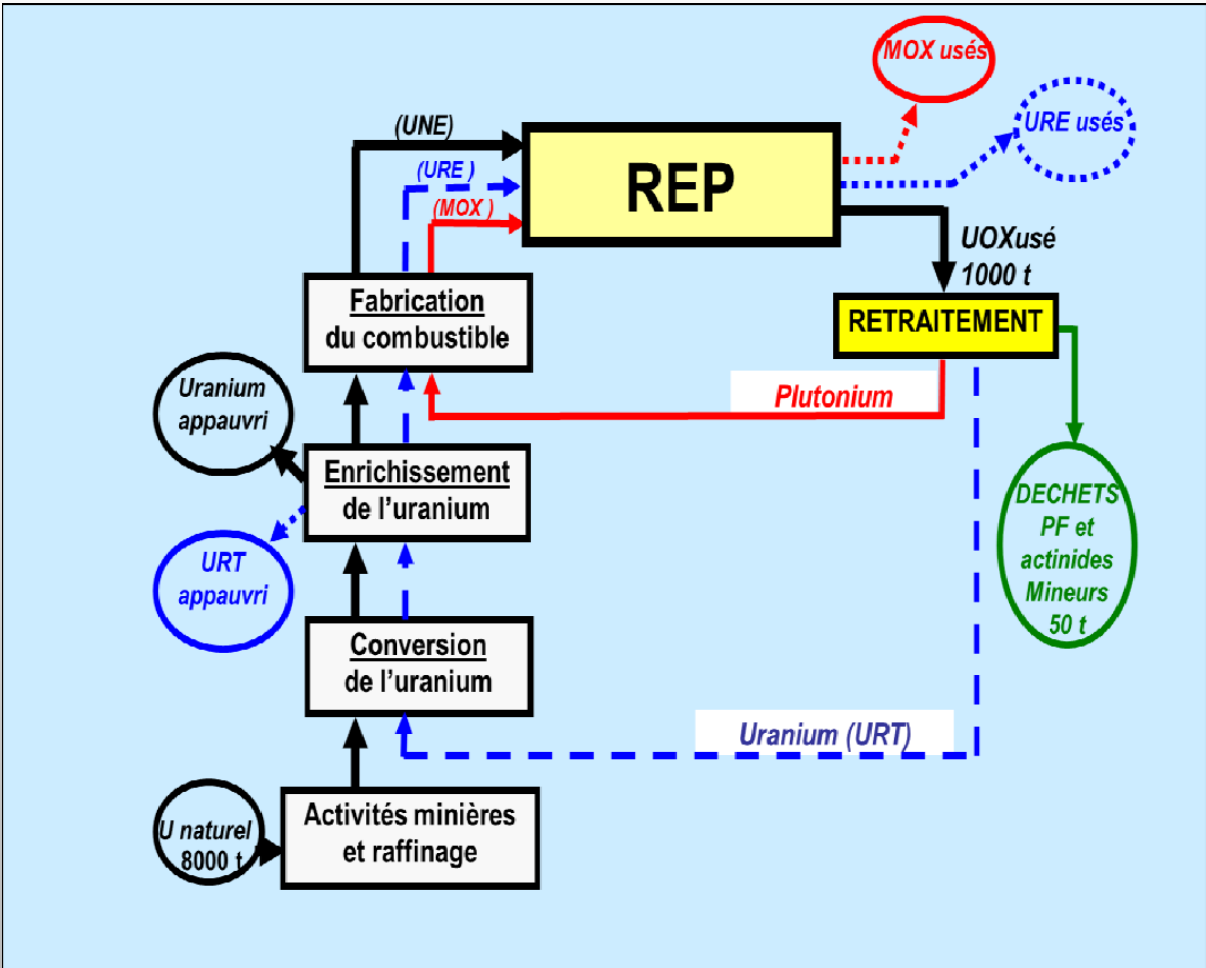 MOX usés
URE usés
(UNE)
(URE )
(MOX )
REP
UOXusé
1000 t
Fabrication
du combustible
RETRAITEMENT
Uranium
appauvri
Plutonium
Enrichissement
de l'uranium
DECHETS
PF et
actinides
Mineurs
50 t
URT
appauvri
Conversion
de l'uranium
Uranium (URT)
U naturel
8000 t
Activités minières
et raffinage